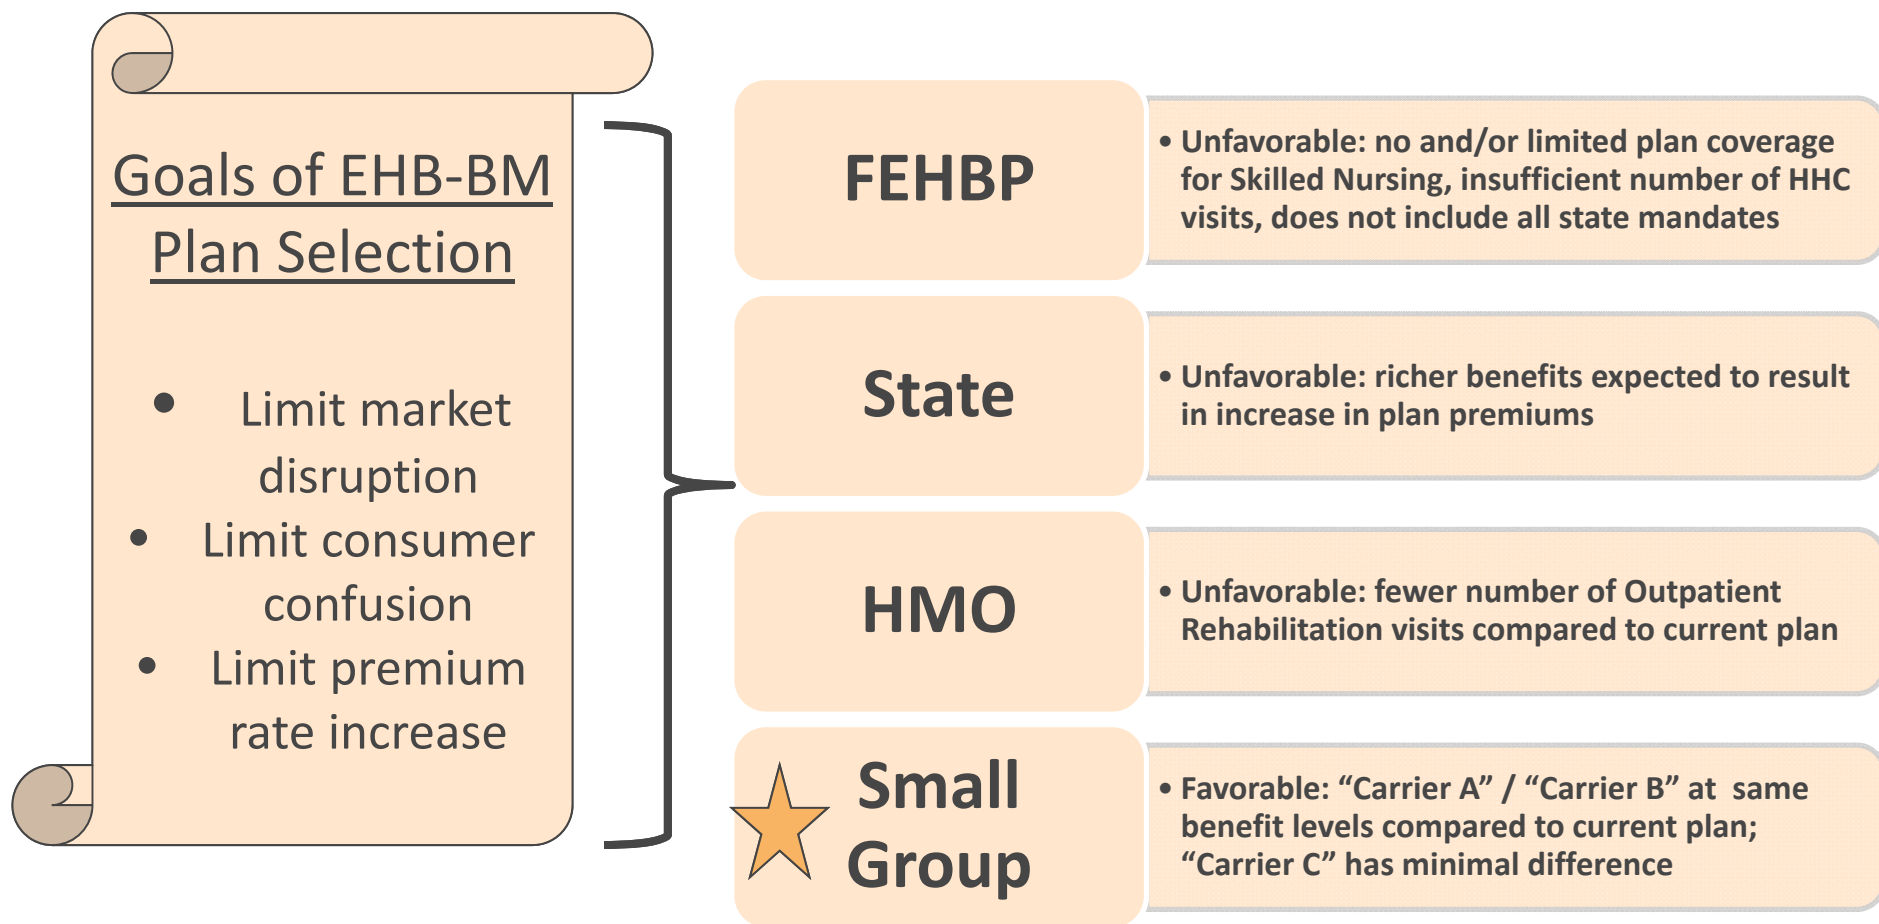 Goals of EHB-BM
Plan Selection
• Limit market
disruption
• Limit consumer
confusion
• Limit premium
rate increase
FEHBP
• Unfavorable: no and/or limited plan coverage
for Skilled Nursing, insufficient number of HHC
visits, does not include all state mandates
State
• Unfavorable: richer benefits expected to result
in increase in plan premiums
HMO
• Unfavorable: fewer number of Outpatient
Rehabilitation visits compared to current plan
Small
Group
• Favorable: “Carrier A” / “Carrier B” at same
benefit levels compared to current plan;
“Carrier C” has minimal difference